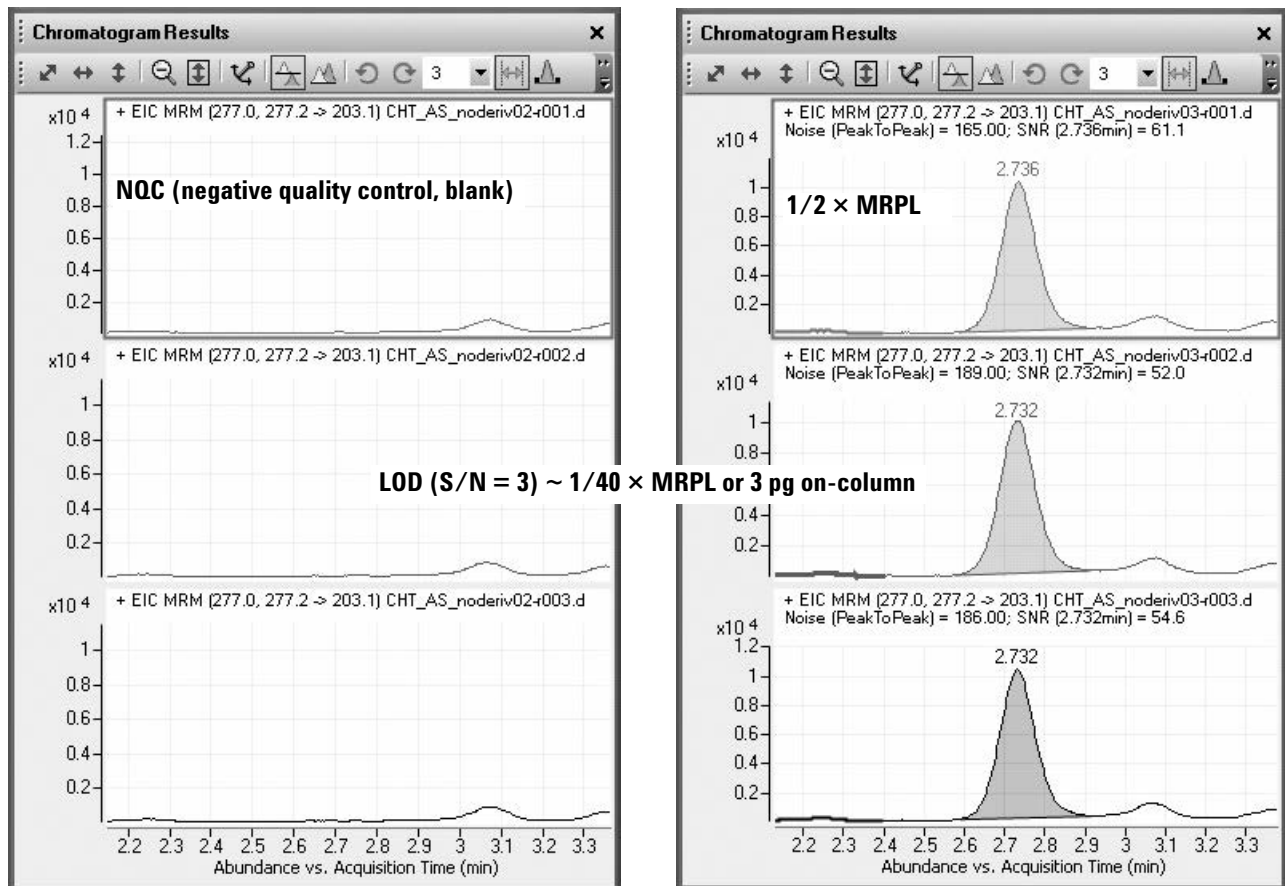 Chromatogram Results
3
+ EIC MRM (277.0, 277.2 -> 203.1) CHT_AS_noderiv02-r001.d
x10 4
1.2
1
0.8
0.6
0.4
0.2
NQC (negative quality control, blank)
+ EIC MRM (277.0, 277.2 -> 203.1) CHT_AS_noderiv02-r002.d
x10 4
1
0.8
0.6
0.4
0.2
+ EIC MRM (277.0, 277.2 -> 203.1) CHT_AS_noderiv02-r003.d
x10 4
1
0.8
0.6
0.4
0.2
2.2 2.3 2.4 2.5 2.6 2.7 2.8 2.9 3 3.1 3.2 3.3
Abundance vs. Acquisition Time (min)
LOD (S/N = 3) ~ 1/40 × MRPL or 3 pg on-column
Chromatogram Results
3
+ EIC MRM (277.0, 277.2 -> 203.1) CHT_AS_noderiv03-r001.d
Noise (PeakToPeak) = 165.00; SNR (2.736min) = 61.1
x10 4
2.736
1
0.8
0.6
0.4
0.2
1/2 × MRPL
+ EIC MRM (277.0, 277.2 -> 203.1) CHT_AS_noderiv03-r002.d
Noise (PeakToPeak) = 189.00; SNR (2.732min) = 52.0
x10 4
2.732
1
0.8
0.6
0.4
0.2
+ EIC MRM (277.0, 277.2 -> 203.1) CHT_AS_noderiv03-r003.d
Noise (PeakToPeak) = 186.00; SNR (2.732min) = 54.6
x10 4
2.732
1.2
1
0.8
0.6
0.4
0.2
2.2 2.3 2.4 2.5 2.6 2.7 2.8 2.9 3 3.1 3.2 3.3
Abundance vs. Acquisition Time (min)